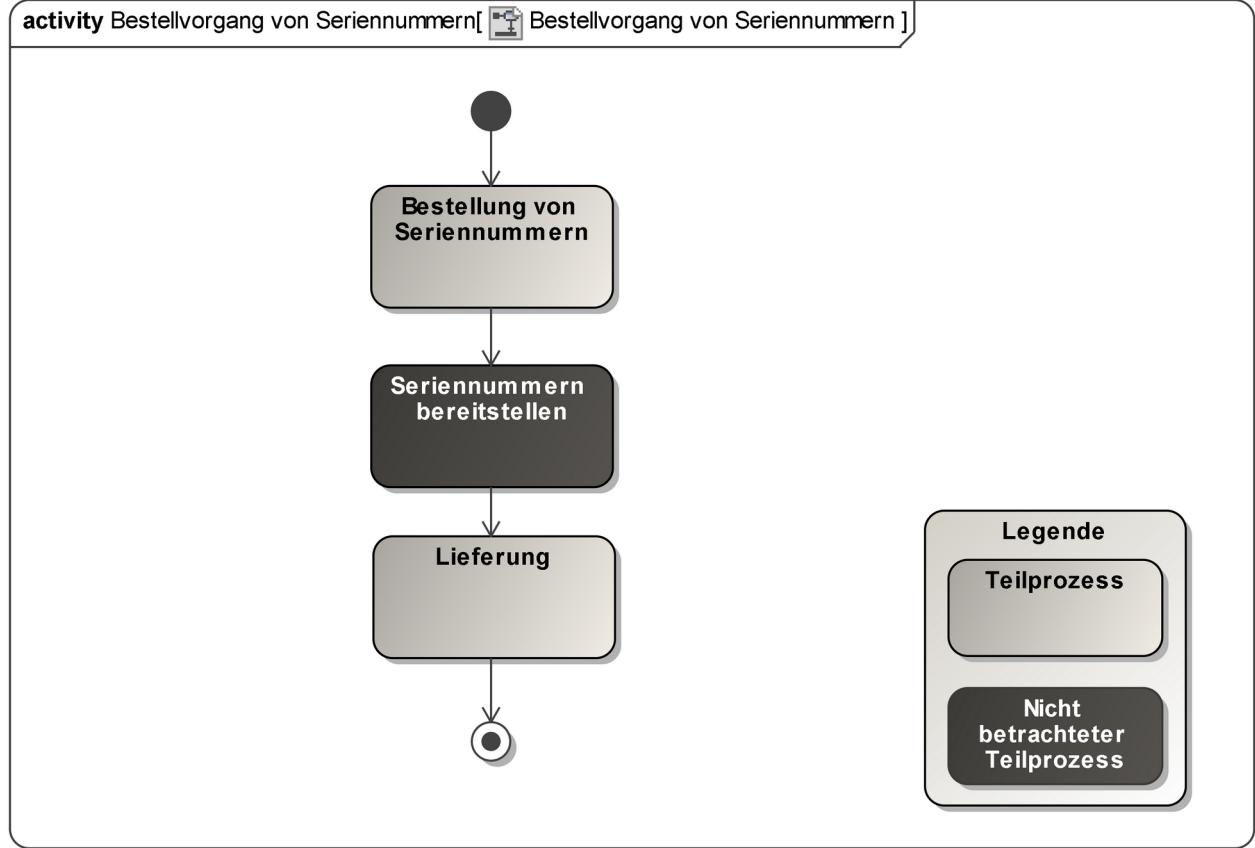 activity Bestellvorgang von Seriennummern[ Bestellvorgang von Seriennummern ]
Bestellung von
Seriennummern
Seriennummern
bereitstellen
Lieferung
Legende
Teilprozess
Nicht
betrachteter
Teilprozess